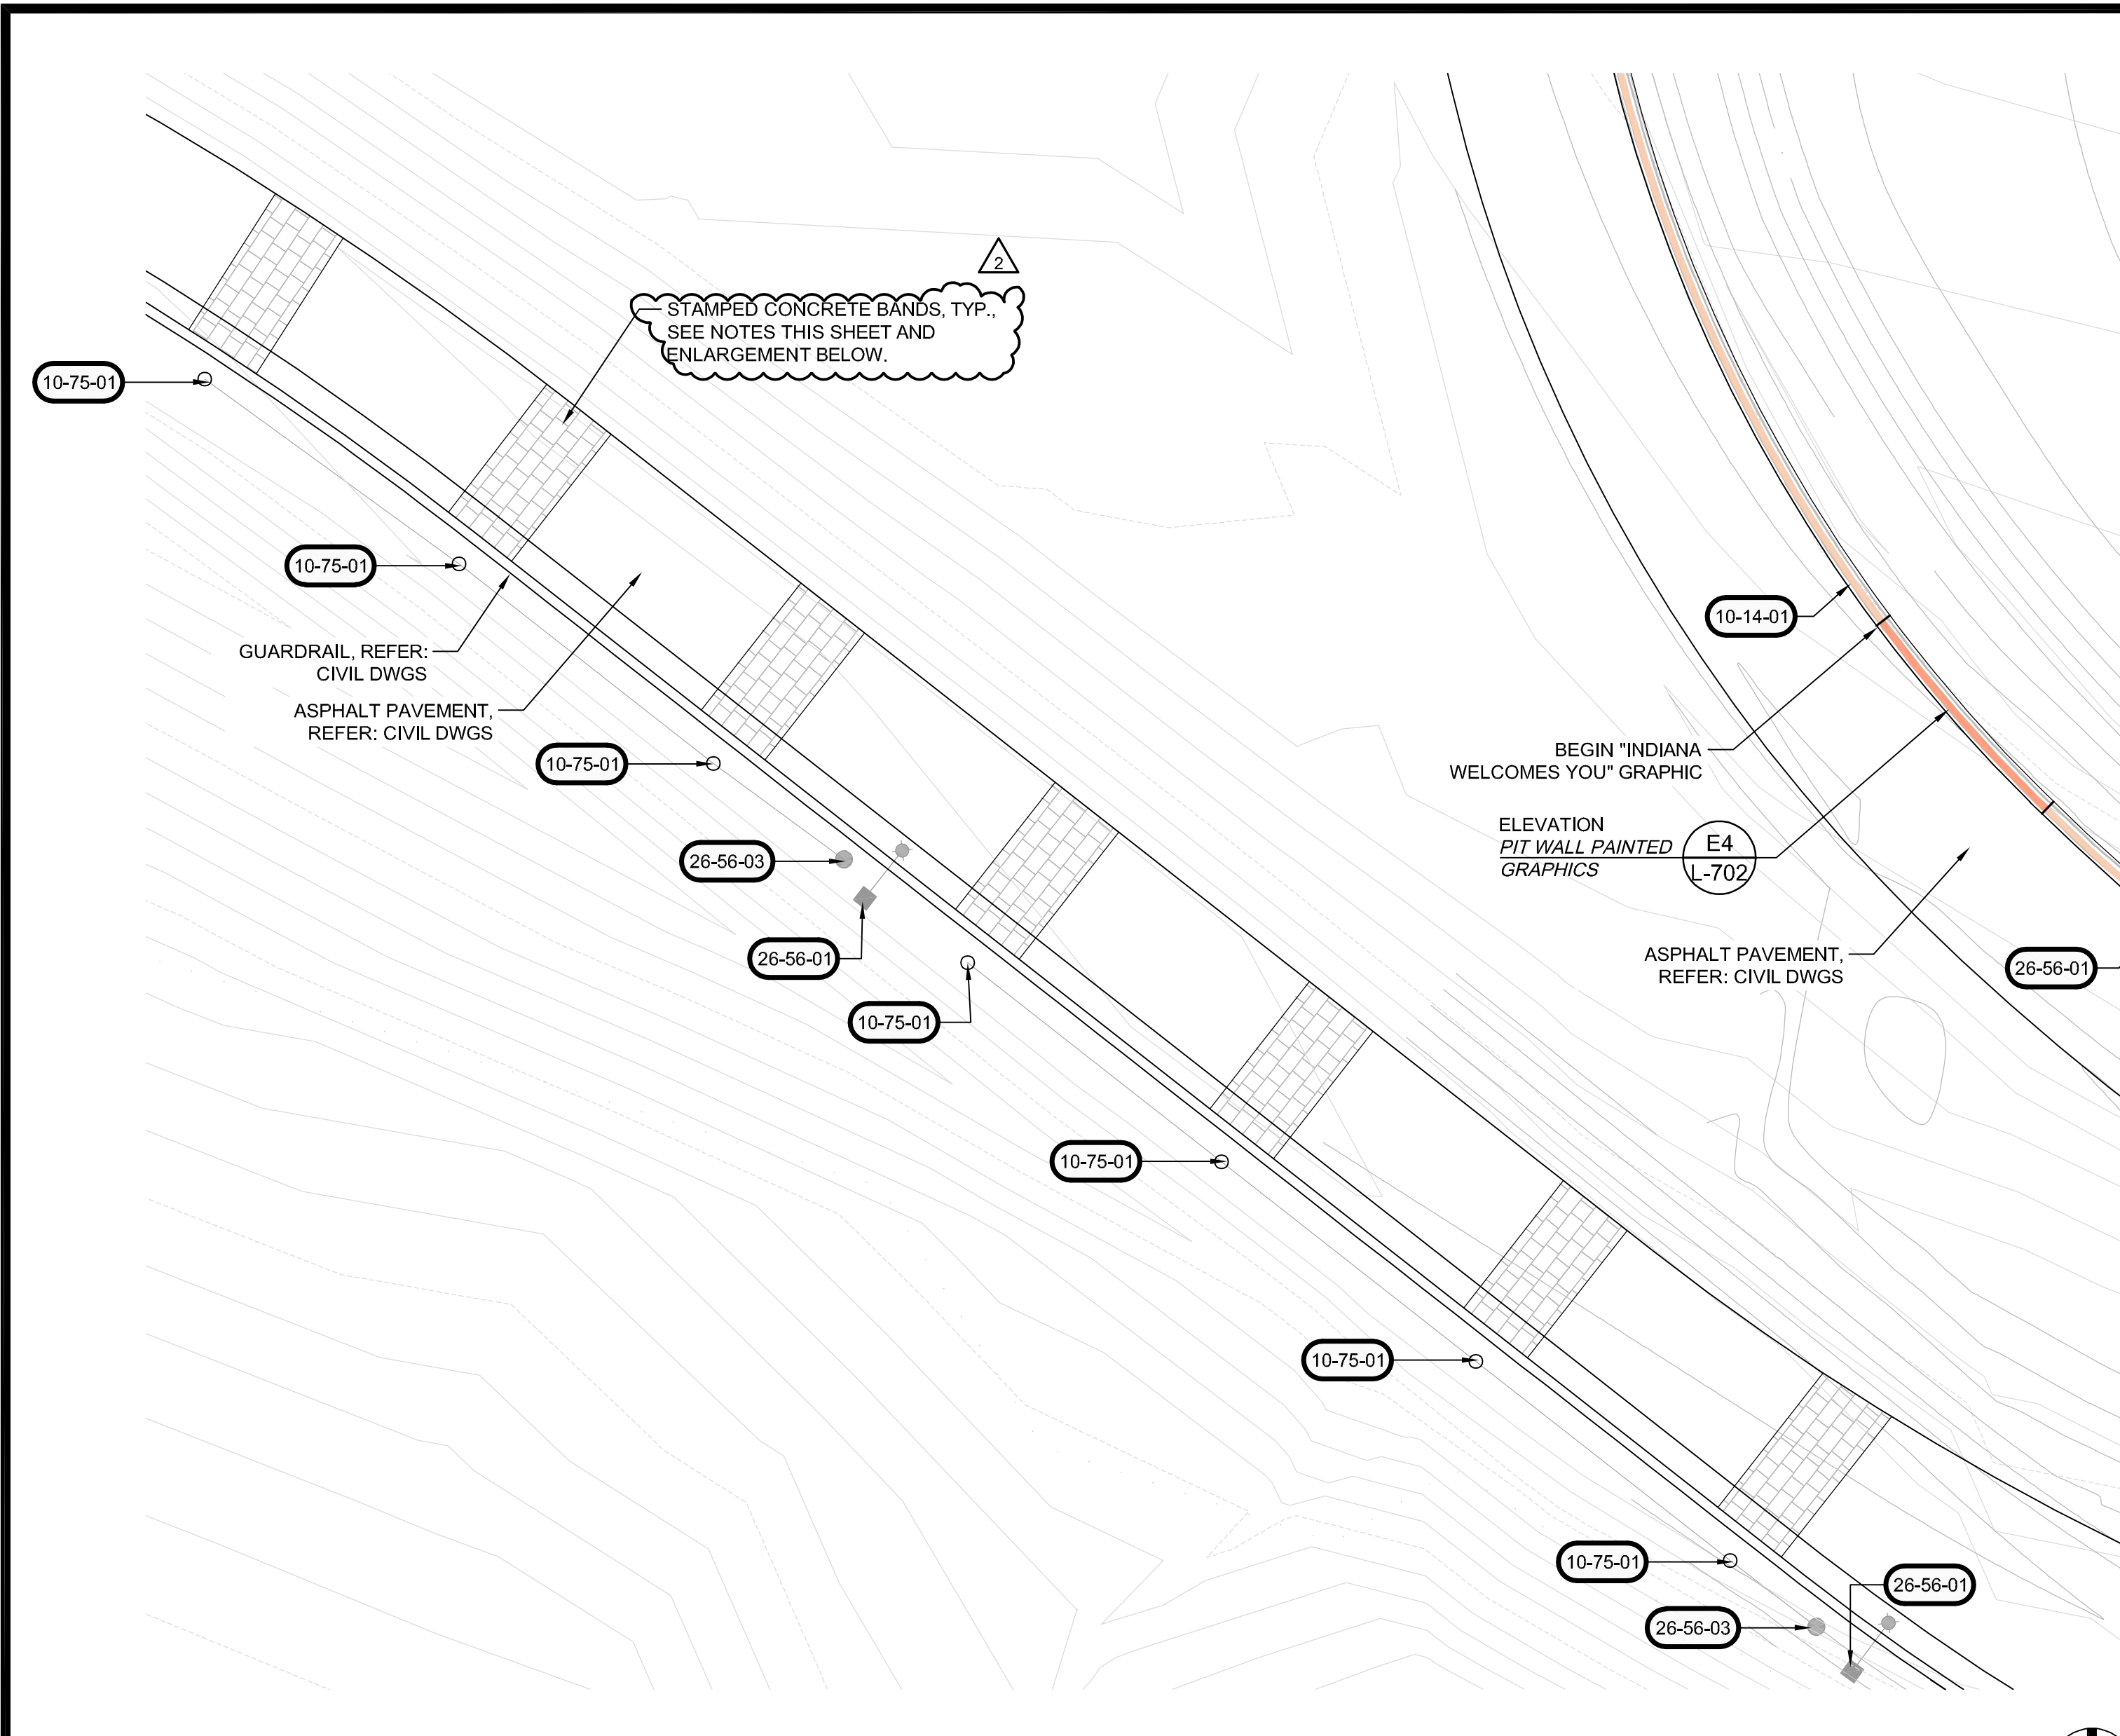 2
STAMPED CONCRETE BANDS, TYP.,
SEE NOTES THIS SHEET AND
ENLARGEMENT BELOW.
10-75-01
10-75-01
GUARDRAIL, REFER:
CIVIL DWGS
ASPHALT PAVEMENT,
REFER: CIVIL DWGS
10-75-01
26-56-03
26-56-01
10-75-01
10-14-01
BEGIN "INDIANA
WELCOMES YOU" GRAPHIC
ELEVATION
PIT WALL PAINTED
GRAPHICS
E4
L-702
ASPHALT PAVEMENT,
REFER: CIVIL DWGS
26-56-01
10-75-01
10-75-01
10-75-01
26-56-01
26-56-03